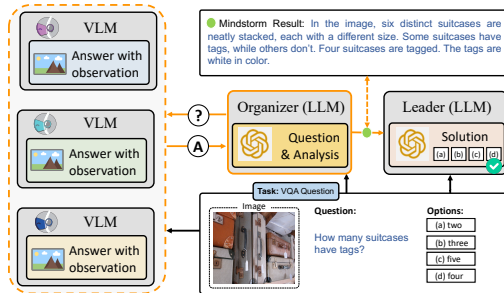 VLM
Answer with
observation
VLM
Answer with
observation
VLM
Answer with
observation
Mindstorm Result: In the image, six distinct suitcases are
neatly stacked, each with a different size. Some suitcases have
tags, while others don't. Four suitcases are tagged. The tags are
white in color.
?
A
Organizer (LLM)
Question
& Analysis
Leader (LLM)
Solution
(a) (b) (c) (d)
Task: VQA Question
Image
Question:
How many suitcases
have tags?
Options:
(a) two
(b) three
(c) five
(d) four